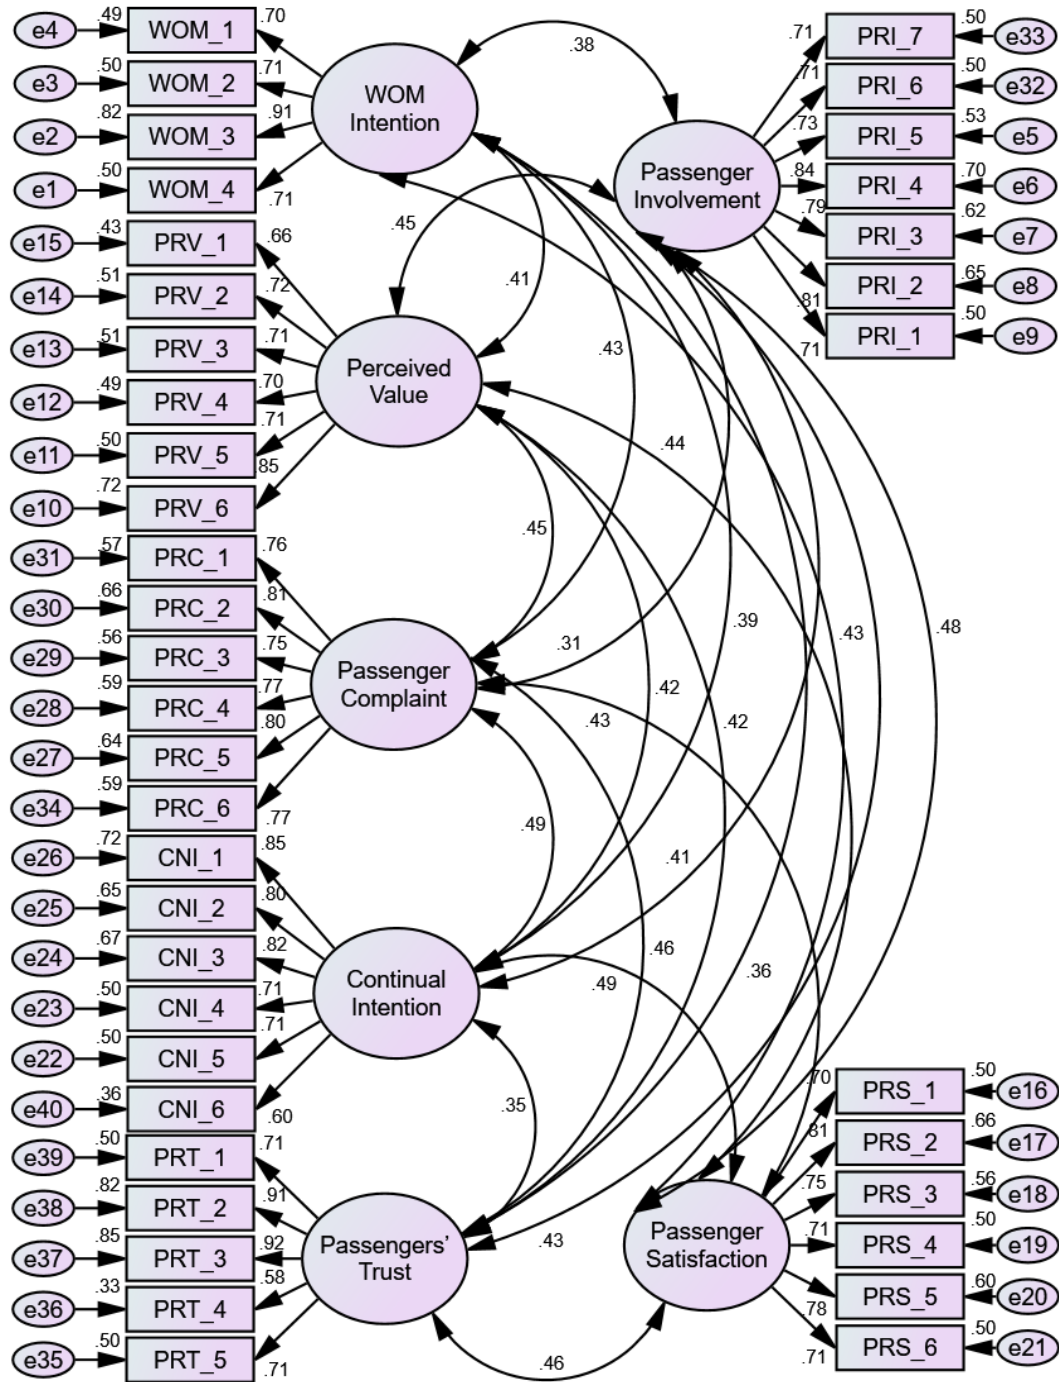 e4 .49 WOM_1 .70
e3 .50 WOM_2 .71
e2 .82 WOM_3 .91
e1 .50 WOM_4 .71
WOM
Intention
.38
e15 .43 PRV_1 .66
e14 .51 PRV_2 .72
e13 .51 PRV_3 .71
e12 .49 PRV_4 .70
e11 .50 PRV_5 .71
e10 .72 PRV_6 .85
Perceived
Value
e31 .57 PRC_1 .76
e30 .66 PRC_2 .81
e29 .56 PRC_3 .75
e28 .59 PRC_4 .77
e27 .64 PRC_5 .80
e34 .59 PRC_6 .77
Passenger
Complaint
e26 .72 CNI_1 .85
e25 .65 CNI_2 .80
e24 .67 CNI_3 .82
e23 .50 CNI_4 .71
e22 .50 CNI_5 .71
e40 .36 CNI_6 .60
Continual
Intention
e39 .50 PRT_1 .71
e38 .82 PRT_2 .91
e37 .85 PRT_3 .92
e36 .33 PRT_4 .58
e35 .50 PRT_5 .71
Passengers’
Trust
.71 PRI_7 .50 e33
.71 PRI_6 .50 e32
.73 PRI_5 .53 e5
.84 PRI_4 .70 e6
.79 PRI_3 .62 e7
.81 PRI_2 .65 e8
.71 PRI_1 .50 e9
Passenger
Involvement
.45
.41
.43
.44
.45
.39
.31
.43
.48
.42
.43
.42
.49
.41
.46
.49
.36
.35
.43
.46
.70 PRS_1 .50 e16
.81 PRS_2 .66 e17
.75 PRS_3 .56 e18
.71 PRS_4 .50 e19
.78 PRS_5 .60 e20
.71 PRS_6 .50 e21
Passenger
Satisfaction